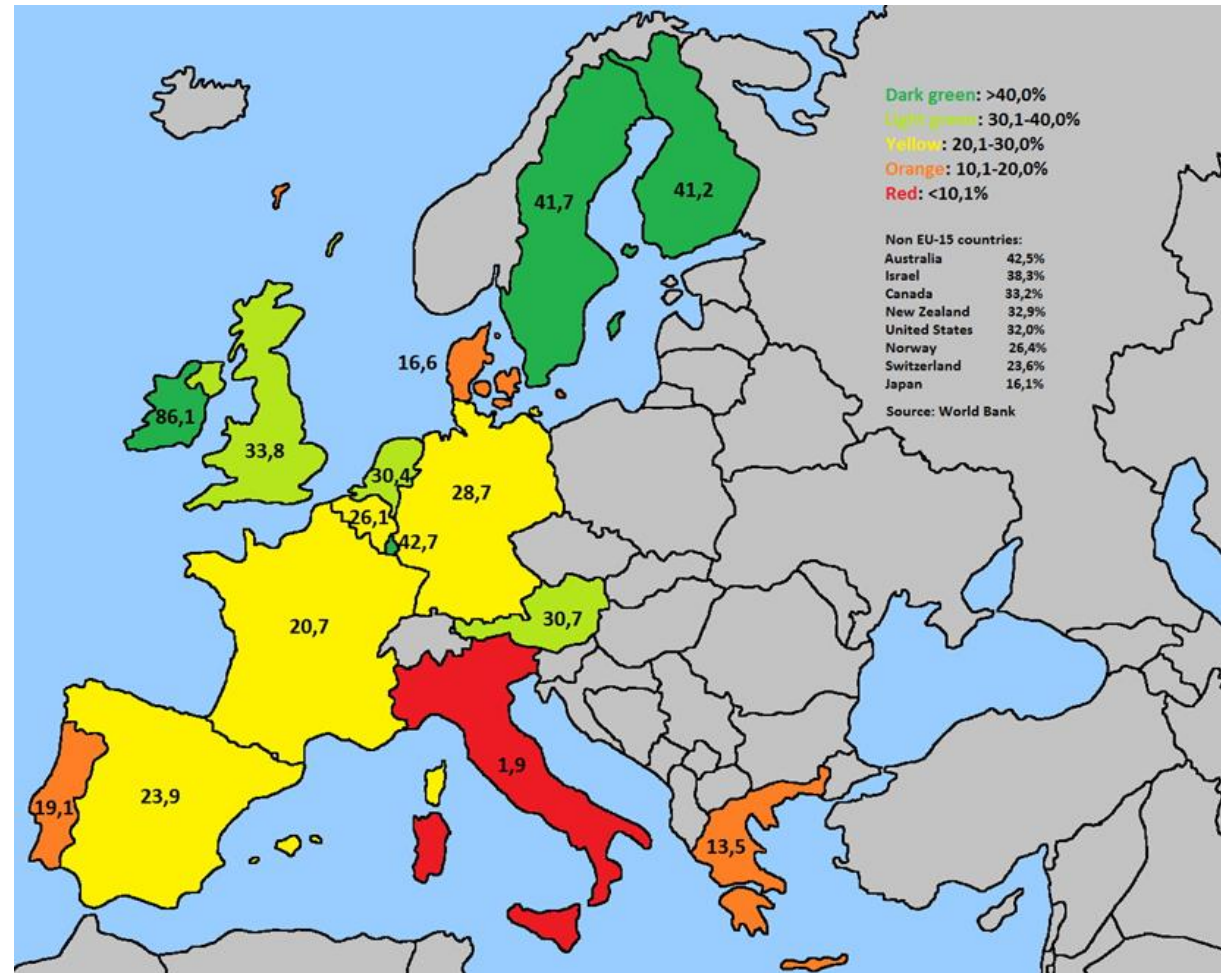 Dark green: >40,0%
Light green: 30,1-40,0%
Yellow: 20,1-30,0%
Orange: 10,1-20,0%
Red: <10,1%
Non EU-15 countries:
Australia 42,5%
Israel 38,3%
Canada 33,2%
New Zealand 32,9%
United States 32,0%
Norway 26,4%
Switzerland 23,6%
Japan 16,1%
Source: World Bank
41,7
41,2
16,6
86,1
33,8
30,4
28,7
26,1
42,7
20,7
30,7
1,9
23,9
19,1
13,5